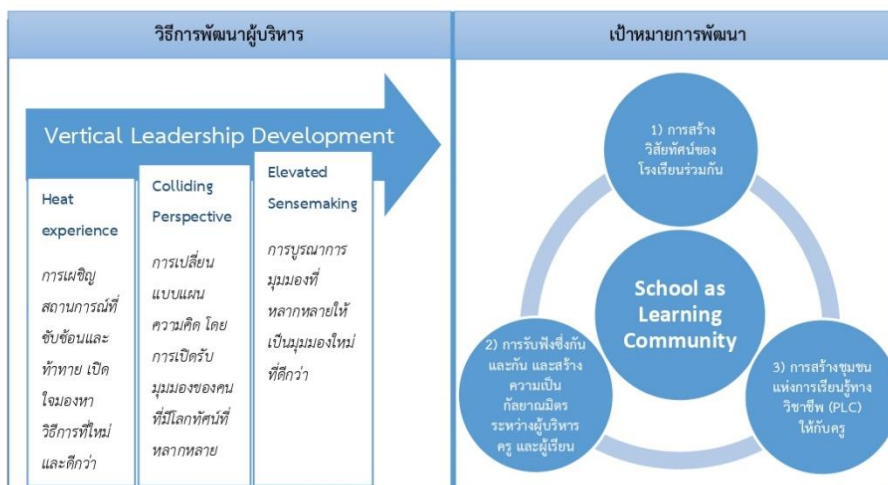 วิธีการพัฒนาผู้บริหาร
เป้าหมายการพัฒนา
Vertical Leadership Development
Heat
experience
การเผชิญ
สถานการณ์ที่
ซับซ้อนและ
ท้าทาย เปิด
ใจมองหา
วิธีการที่ใหม่
และดีกว่า
Colliding
Perspective
การเปลี่ยน
แบบแผน
ความคิด โดย
การเปิดรับ
มุมมองของคน
ที่มีโลกทัศน์ที่
หลากหลาย
Elevated
Sensemaking
การบูรณาการ
มุมมองที่
หลากหลายให้
เป็นมุมมองใหม่
ที่ดีกว่า
1) การสร้าง
วิสัยทัศน์ของ
โรงเรียนร่วมกัน
School as
Learning
Community
2) การรับฟังซึ่งกัน
และกัน และสร้าง
ความเป็น
กัลยาณมิตร
ระหว่างผู้บริหาร
ครู และผู้เรียน
3) การสร้างชุมชน
แห่งการเรียนรู้ทาง
วิชาชีพ (PLC)
ให้กับครู